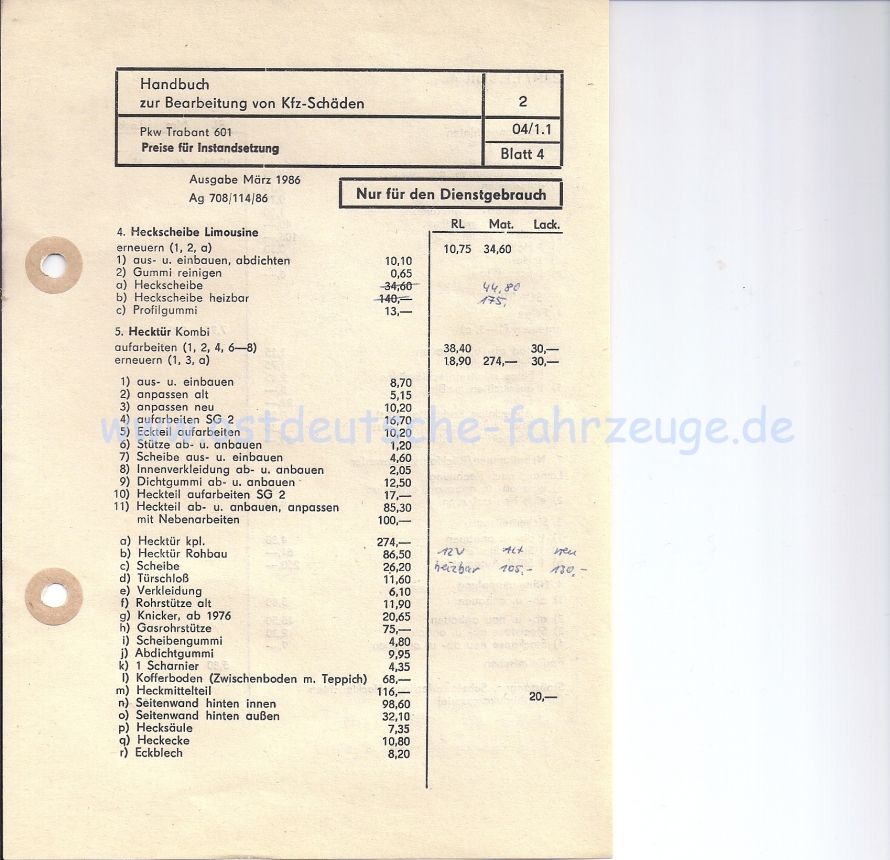 Handbuch
zur Bearbeitung von Kfz-Schäden
2
Pkw Trabant 601
Preise für Instandsetzung
04/1.1
Blatt 4
Ausgabe März 1986
Ag 708/114/86
Nur für den Dienstgebrauch
RL Mat. Lack.
4. Heckscheibe Limousine
erneuern (1, 2, a) 10,75 34,60
1) aus- u. einbauen, abdichten 10,10
2) Gummi reinigen 0,65
a) Heckscheibe 34,60 44,80
b) Heckscheibe heizbar 140,— 175,
c) Profilgummi 13,—
5. Hecktür Kombi
aufarbeiten (1, 2, 4, 6—8) 38,40 30,—
erneuern (1, 3, a) 18,90 274,— 30,—
1) aus- u. einbauen 8,70
2) anpassen alt 5,15
3) anpassen neu 10,20
4) aufarbeiten SG 2 16,70
5) Eckteil aufarbeiten 10,20
www.ostdeutsche-fahrzeuge.de
6) Stütze ab- u. anbauen 1,20
7) Scheibe aus- u. einbauen 4,60
8) Innenverkleidung ab- u. anbauen 2,05
9) Dichtgummi ab- u. anbauen 12,50
10) Heckteil aufarbeiten SG 2 17,—
11) Heckteil ab- u. anbauen, anpassen 85,30
mit Nebenarbeiten 100,—
a) Hecktür kpl. 274,—
b) Hecktür Rohbau 86,50 12V alt neu
c) Scheibe 26,20 heizbar 105,- 130,-
d) Türschloß 11,60
e) Verkleidung 6,10
f) Rohrstütze alt 11,90
g) Knicker, ab 1976 20,65
h) Gasrohrstütze 75,—
i) Scheibengummi 4,80
j) Abdichtgummi 9,95
k) 1 Scharnier 4,35
l) Kofferboden (Zwischenboden m. Teppich) 68,—
m) Heckmittelteil 116,— 20,—
n) Seitenwand hinten innen 98,60
o) Seitenwand hinten außen 32,10
p) Hecksäule 7,35
q) Heckecke 10,80
r) Eckblech 8,20